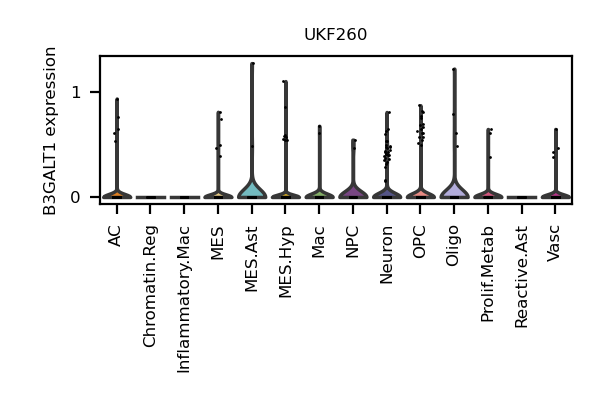 UKF260
B3GALT1 expression
1
0
AC
Chromatin.Reg
Inflammatory.Mac
MES
MES.Ast
MES.Hyp
Mac
NPC
Neuron
OPC
Oligo
Prolif.Metab
Reactive.Ast
Vasc